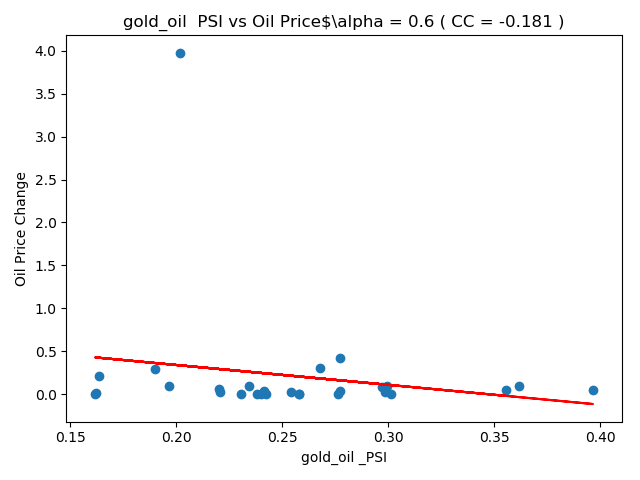 gold_oil  PSI vs Oil Price$\alpha = 0.6 ( CC = -0.181 )
4.0
3.5
3.0
2.5
2.0
1.5
1.0
0.5
0.0
Oil Price Change
0.15 0.20 0.25 0.30 0.35 0.40
gold_oil _PSI